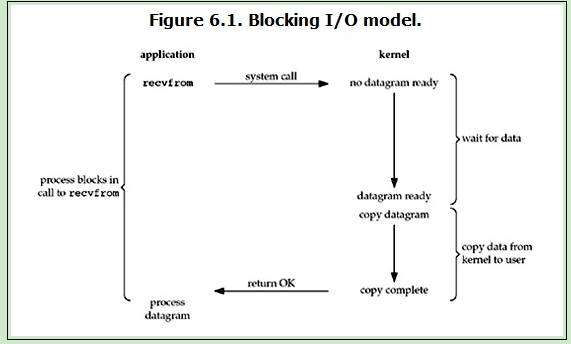 Figure 6.1. Blocking I/O model.
application
kernel
recvfrom
system call
no datagram ready
wait for data
process blocks in
call to recvfrom
datagram ready
copy datagram
copy data from
kernel to user
return OK
copy complete
process
datagram